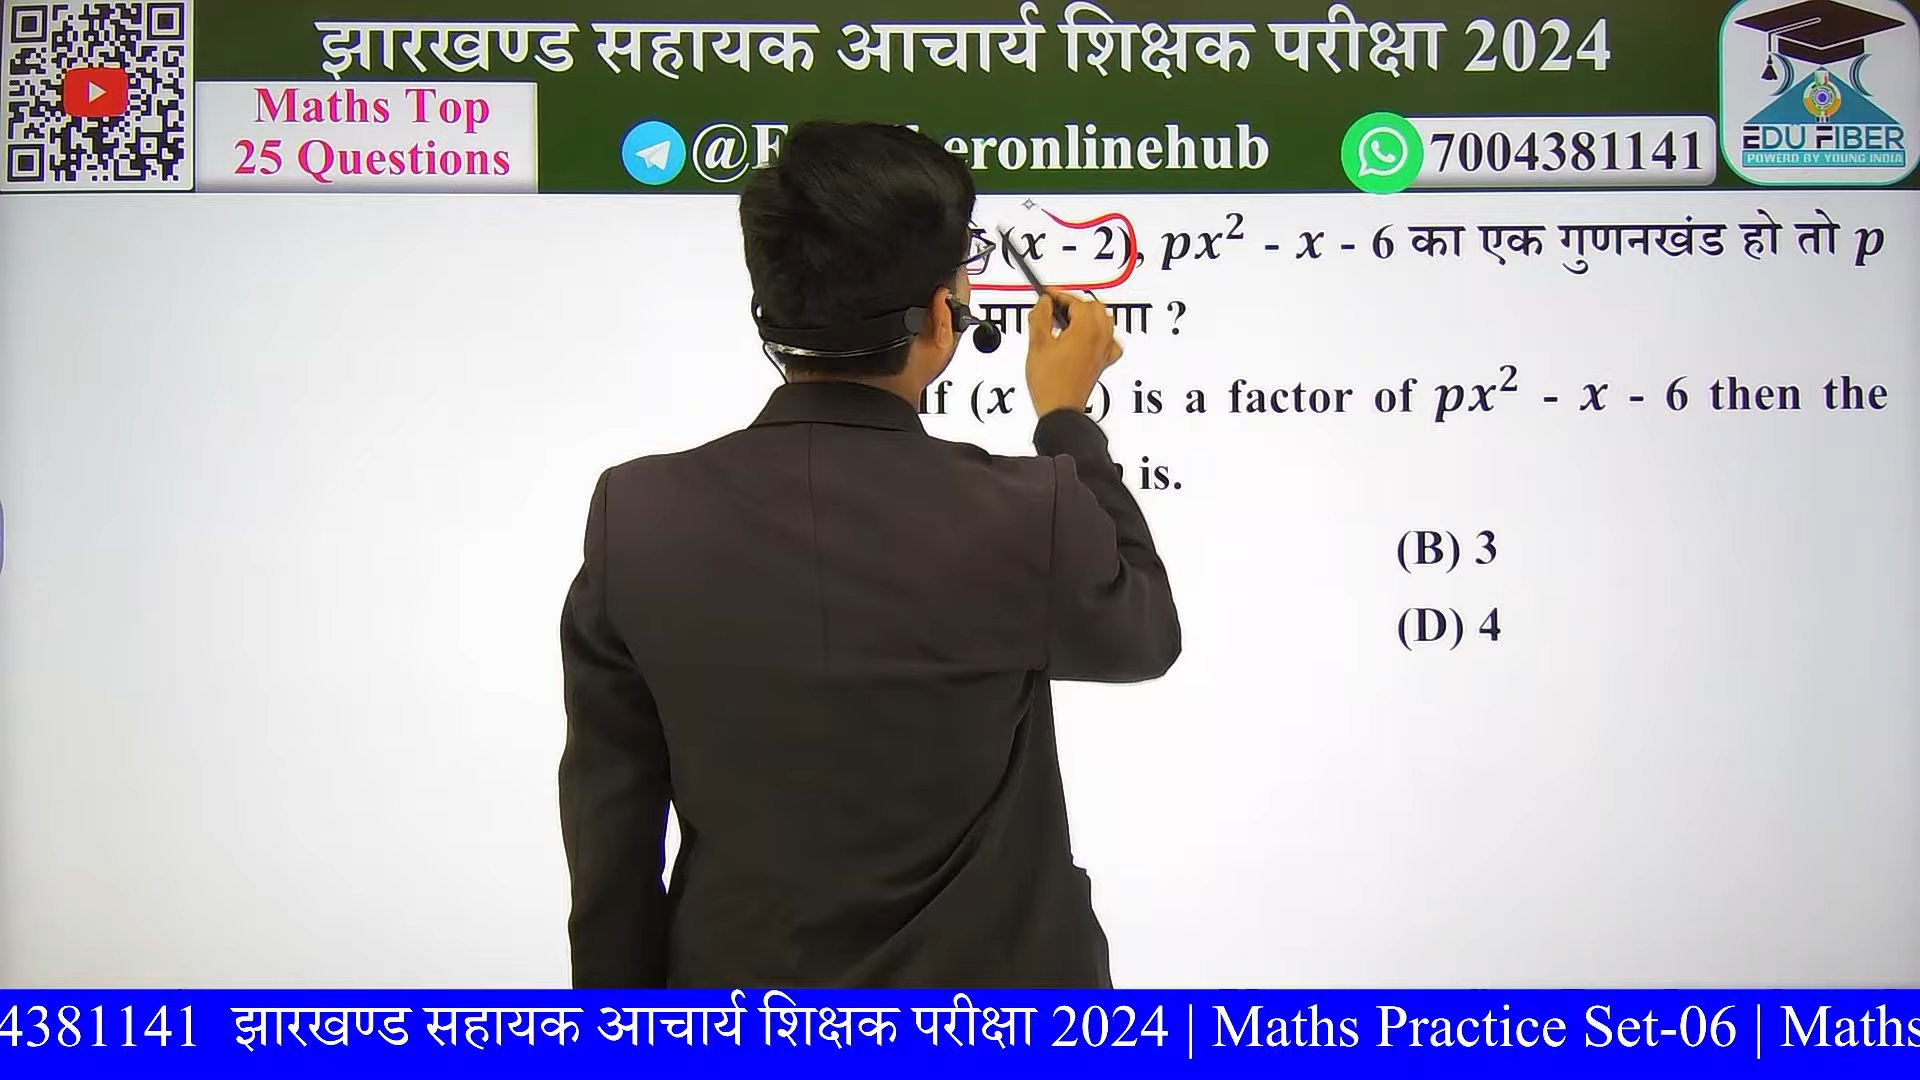 झारखण्ड सहायक आचार्य शिक्षक परीक्षा 2024
Maths Top
25 Questions
eronlinehub
7004381141
EDU FIBER
POWERED BY YOUNG INDIA
(x - 2), px² - x - 6 का एक गुणनखंड हो तो p
?
If (x 2) is a factor of px² - x - 6 then the
is.
(B) 3
(D) 4
4381141 झारखण्ड सहायक आचार्य शिक्षक परीक्षा 2024 | Maths Practice Set-06 | Maths